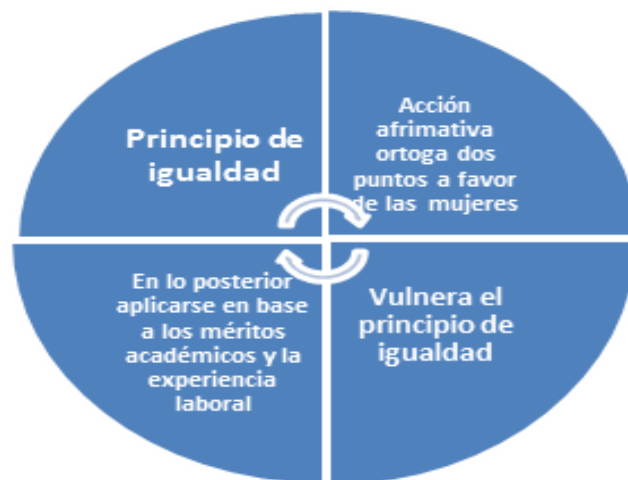 Principio de
igualdad
Acción
afrimativa
ortoga dos
puntos a favor
de las mujeres
En lo posterior
aplicarse en base
a los méritos
académicos y la
experiencia
laboral
Vulnera el
principio de
igualdad